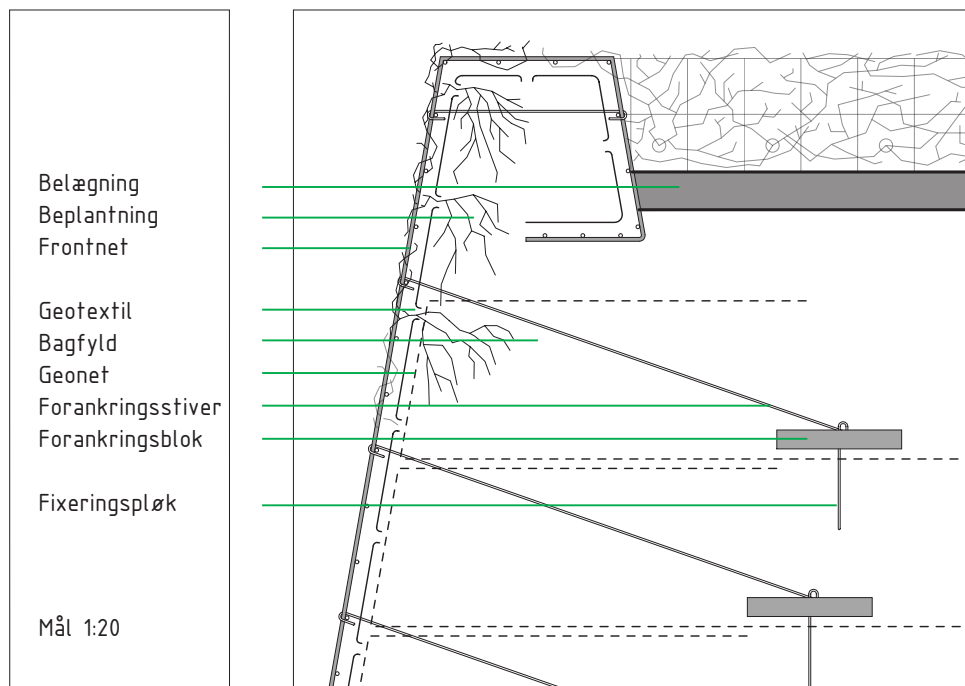 Belægning
Beplantning
Frontnet
Geotextil
Bagfyld
Geonet
Forankringsstiver
Forankringsblok
Fixeringspløk
Mål 1:20